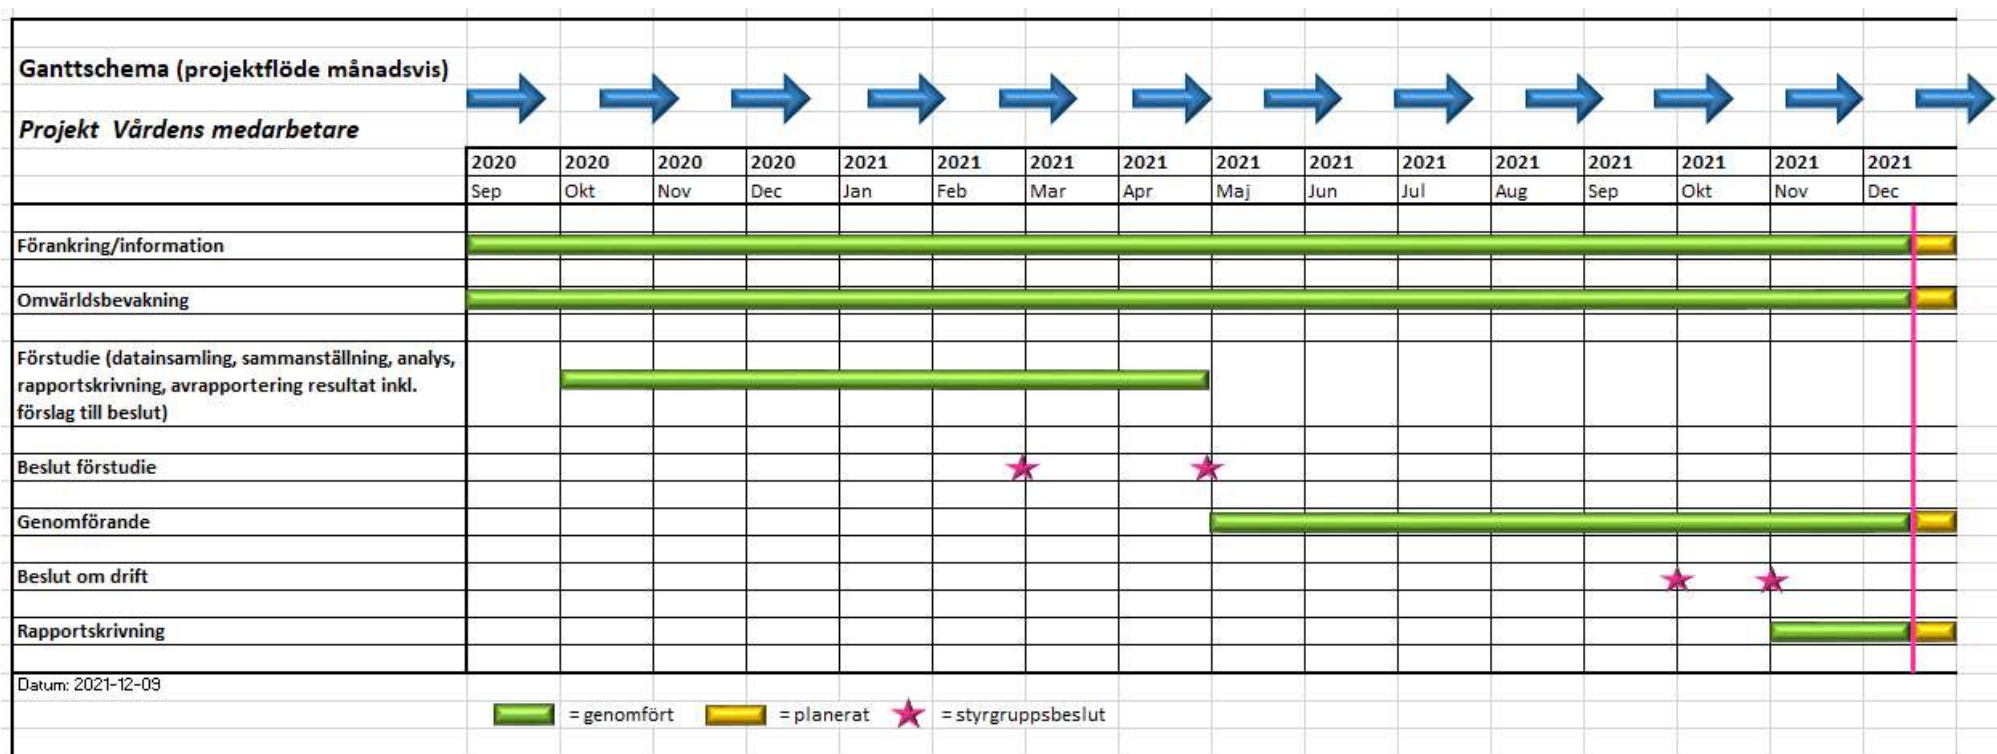 Ganttschema (projektflöde månadsvis)
Projekt Vårdens medarbetare
2020 2020 2020 2020 2021 2021 2021 2021 2021 2021 2021 2021 2021 2021 2021 2021
Sep Okt Nov Dec Jan Feb Mar Apr Maj Jun Jul Aug Sep Okt Nov Dec
Förankring/information
Omvärldsbevakning
Förstudie (datainsamling, sammanställning, analys,
rapportskrivning, avrapportering resultat inkl.
förslag till beslut)
Beslut förstudie
Genomförande
Beslut om drift
Rapportskrivning
Datum: 2021-12-09
= genomfört = planerat = styrgruppsbeslut